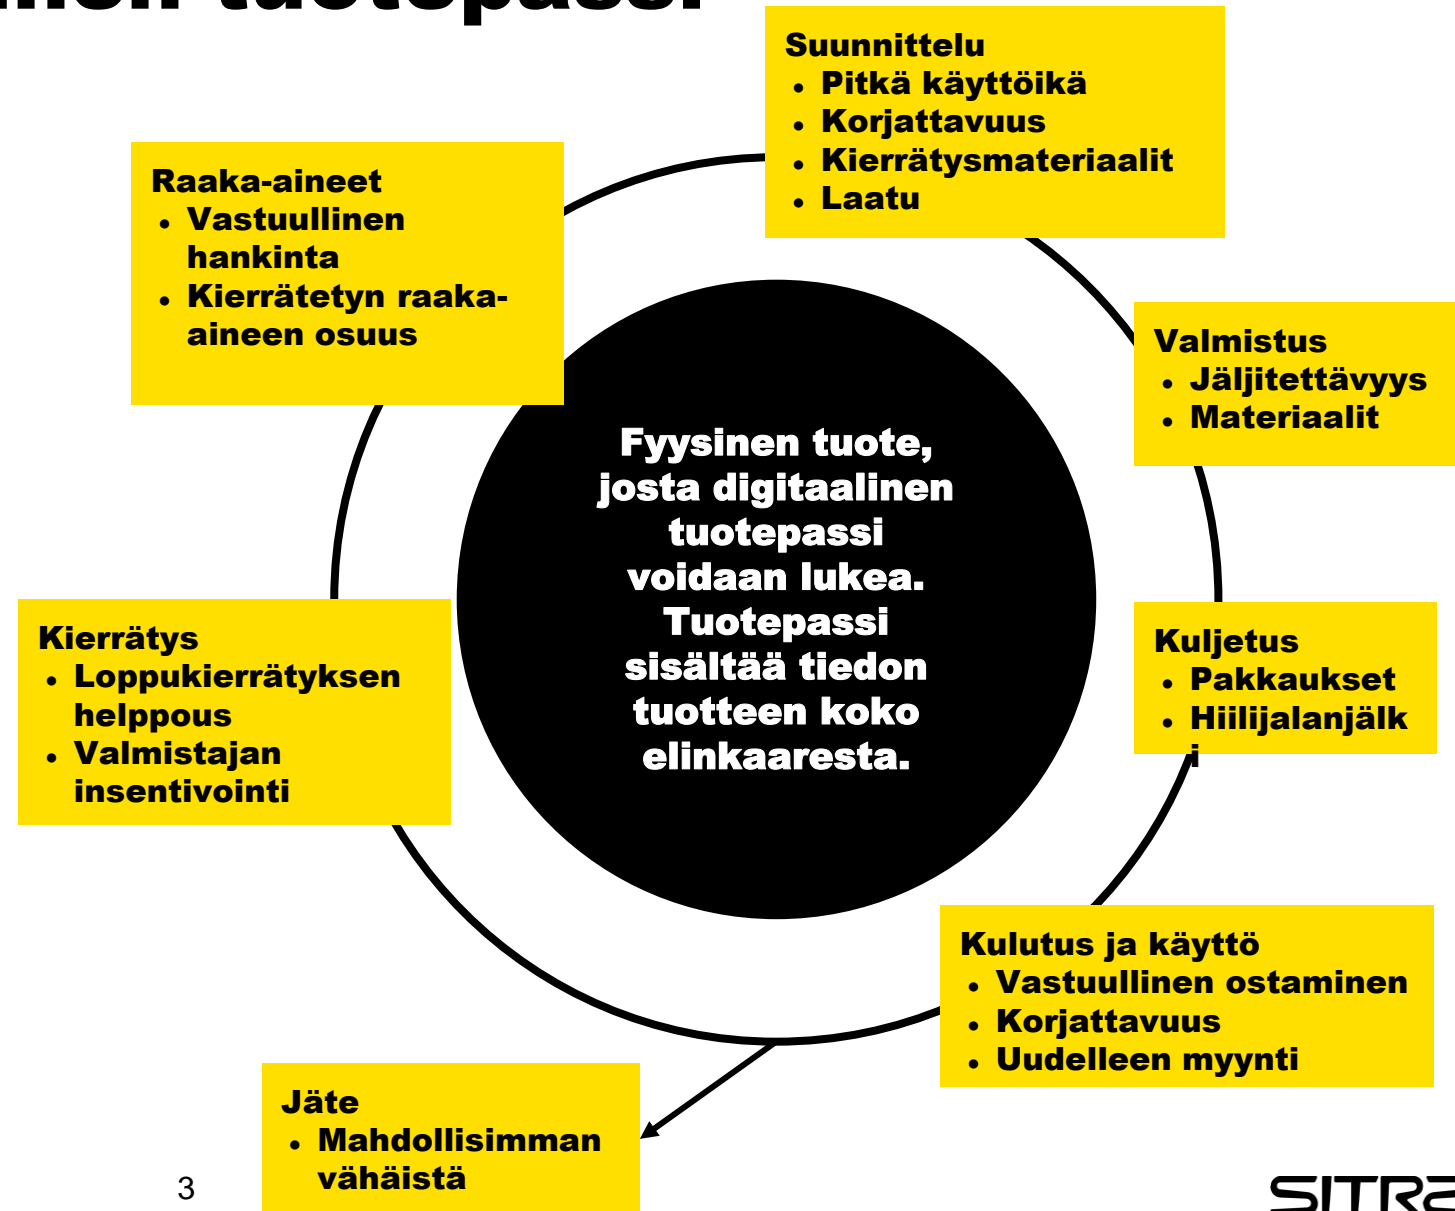 tuotepassi
Suunnittelu
• Pitkä käyttöikä
• Korjattavuus
• Kierrätysmateriaalit
• Laatu
Raaka-aineet
• Vastuullinen
hankinta
• Kierrätetyn raaka-
aineen osuus
Valmistus
• Jäljitettävyys
• Materiaalit
Fyysinen tuote,
josta digitaalinen
tuotepassi
voidaan lukea.
Tuotepassi
sisältää tiedon
tuotteen koko
elinkaaresta.
Kuljetus
• Pakkaukset
• Hiilijalanjälk
i
Kierrätys
• Loppukierrätyksen
helppous
• Valmistajan
insentivointi
Kulutus ja käyttö
• Vastuullinen ostaminen
• Korjattavuus
• Uudelleen myynti
Jäte
• Mahdollisimman
vähäistä
3
SITRA